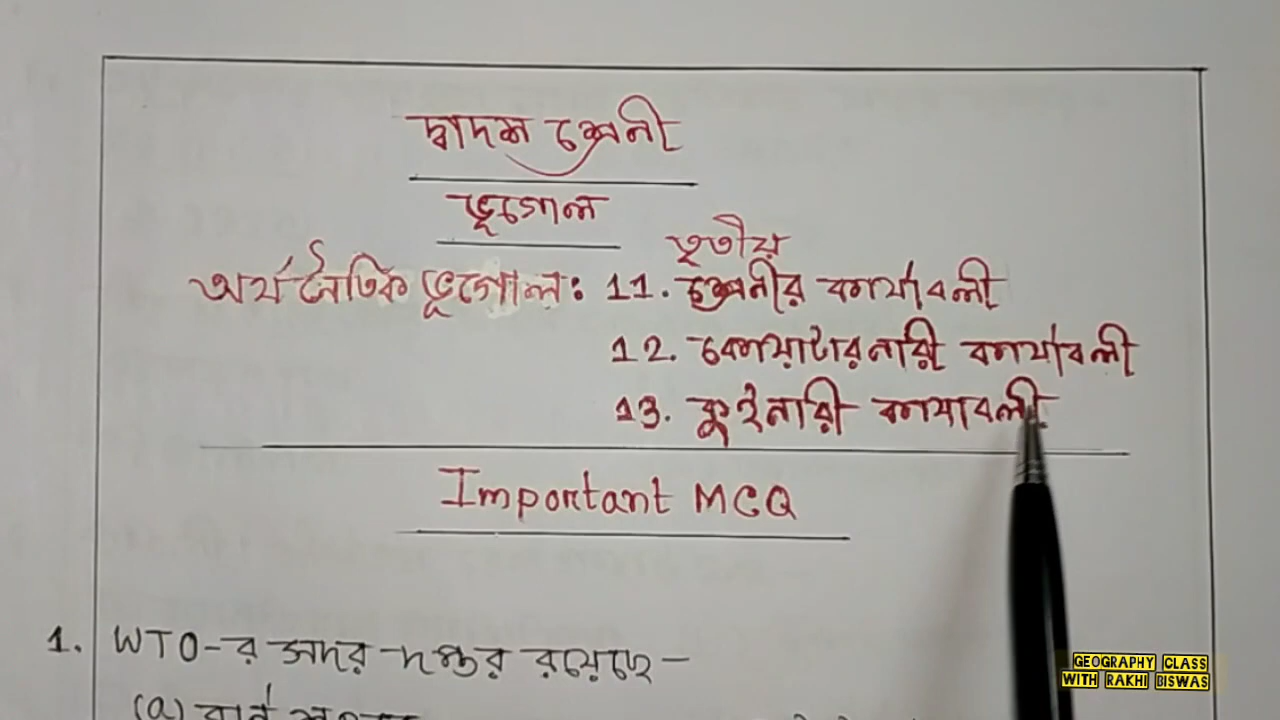 দ্বাদশ শ্রেনী
ভূগোল
তৃতীয়
অর্থনৈতিক ভূগোল: 11. শ্রেনীর কার্যাবলী
12. কোয়াটারনারী কার্যাবলী
13. কুইনারী কাযাবলী
Important MCQ
1. WTO-র সদর দপ্তর রয়েছে -
(a) বার্ন
GEOGRAPHY CLASS
WITH RAKHI BISWAS